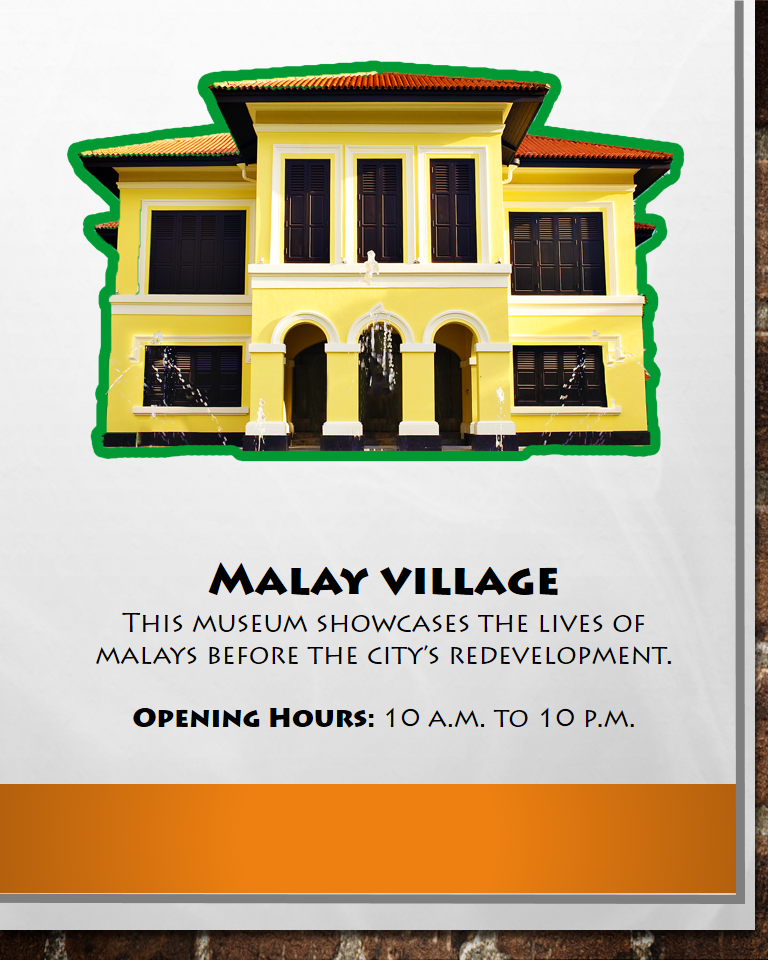 Malay village
This museum showcases the lives of
malays before the city's redevelopment.
Opening Hours: 10 a.m. to 10 p.m.